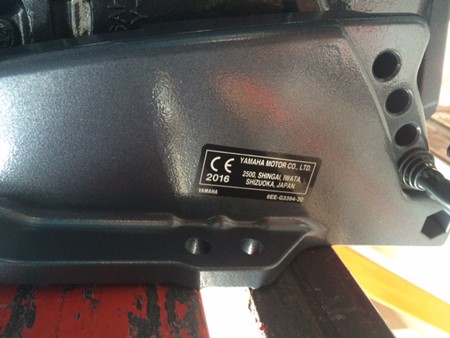 CE
2016
YAMAHA MOTOR CO., LTD
2500, SHINGAI, IWATA
SHIZUOKA, JAPAN
YAMAHA
6EE-G3394-20